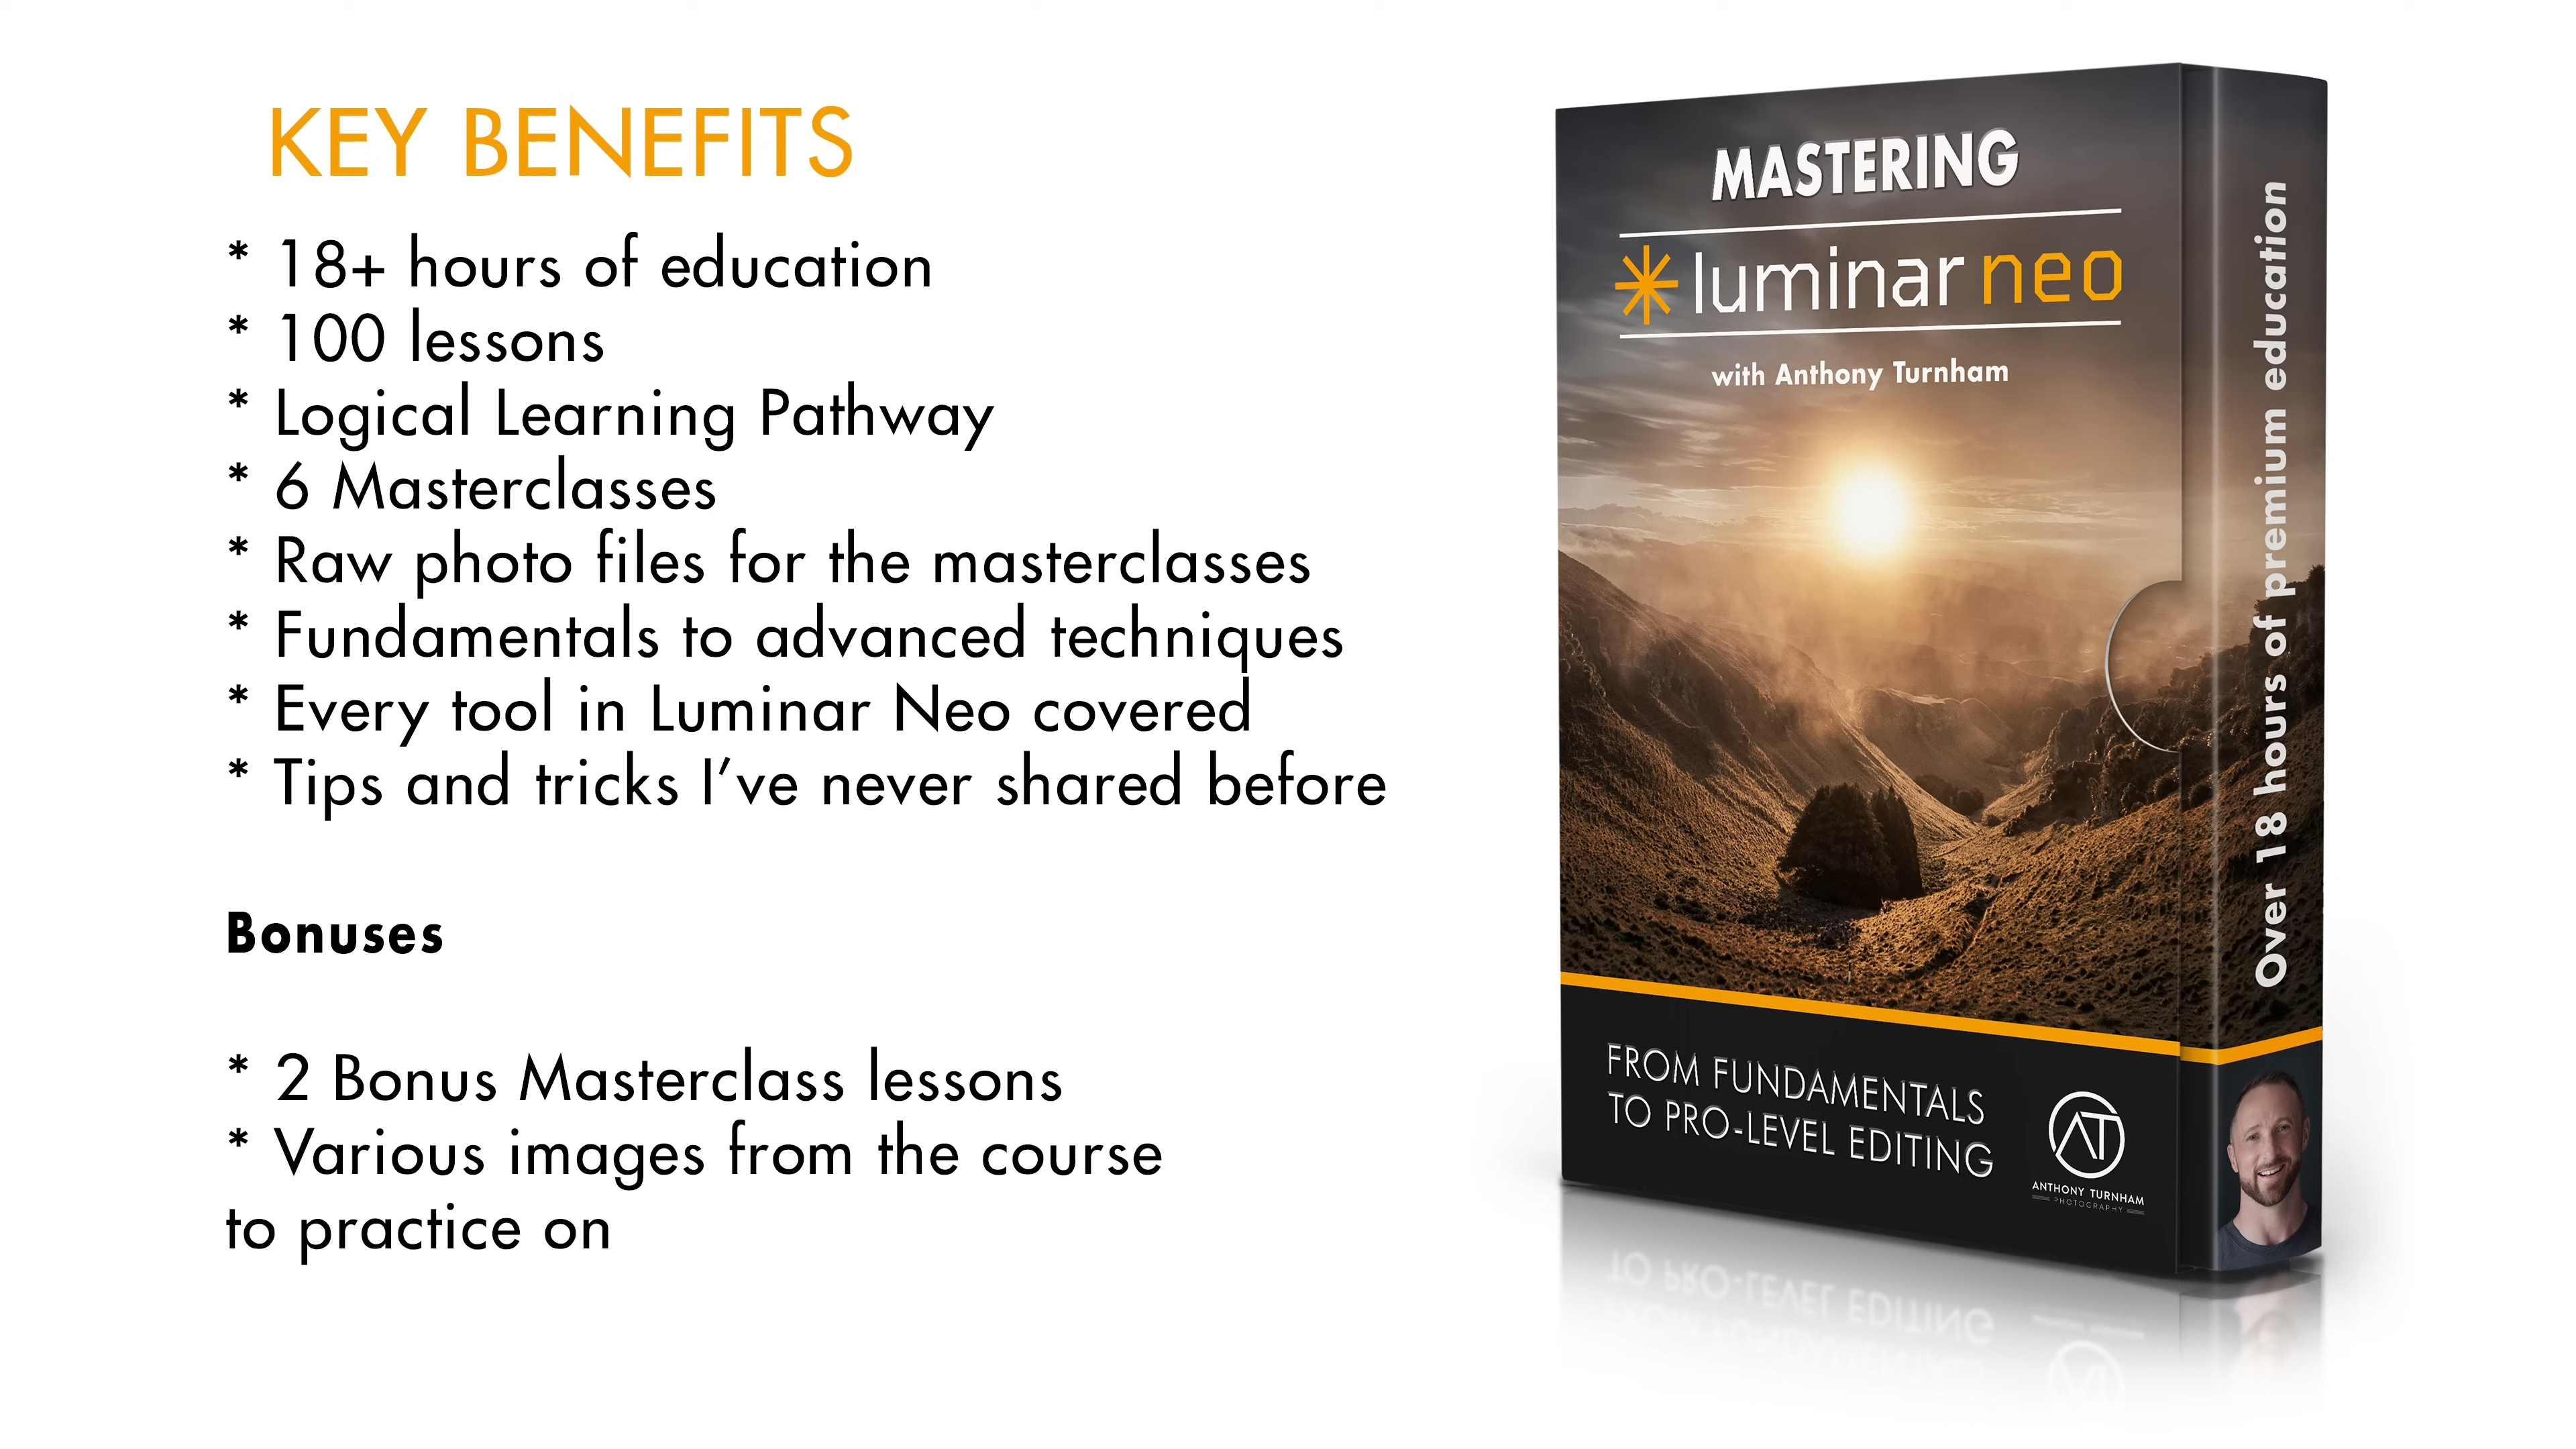 KEY BENEFITS
* 18+ hours of education
* 100 lessons
* Logical Learning Pathway
* 6 Masterclasses
* Raw photo files for the masterclasses
* Fundamentals to advanced techniques
* Every tool in Luminar Neo covered
* Tips and tricks I’ve never shared before
Bonuses
* 2 Bonus Masterclass lessons
* Various images from the course
to practice on
MASTERING
luminar neo
with Anthony Turnham
FROM FUNDAMENTALS
TO PRO-LEVEL EDITING
AT
ANTHONY TURNHAM
PHOTOGRAPHY
Over 18 hours of premium education